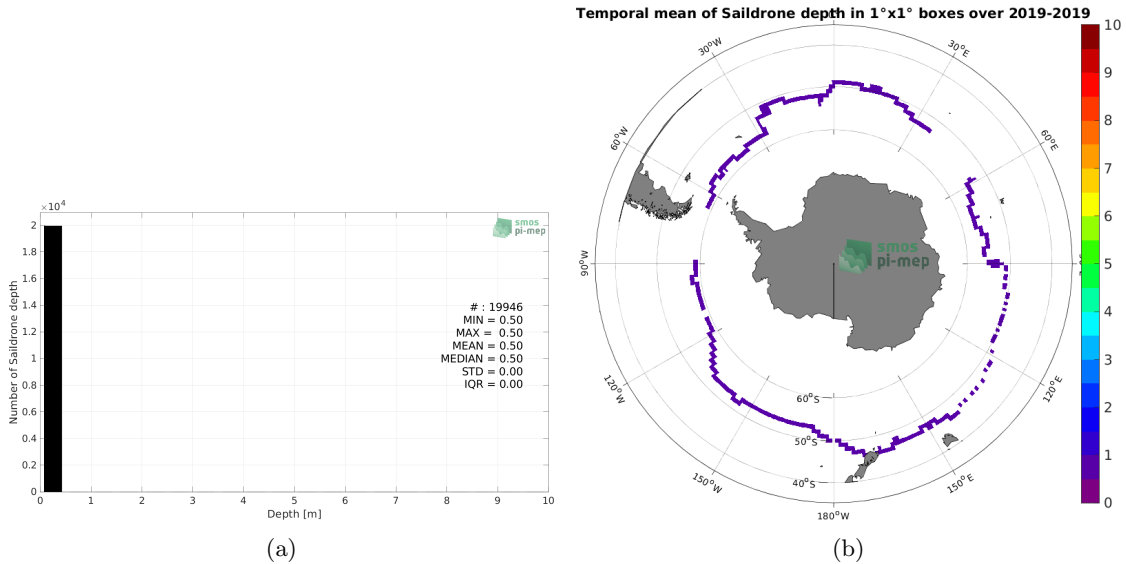 ×10⁴
2
1.8
1.6
1.4
1.2
1
0.8
0.6
0.4
0.2
0
Number of Saildrone depth
0 1 2 3 4 5 6 7 8 9 10
Depth [m]
smos
pi-mep
# : 19946
MIN = 0.50
MAX = 0.50
MEAN = 0.50
MEDIAN = 0.50
STD = 0.00
IQR = 0.00
(a)
Temporal mean of Saildrone depth in 1°x1° boxes over 2019-2019
30°W
30°E
60°W
60°E
90°W
120°W
120°E
150°W
150°E
180°W
60°S
50°S
40°S
smos
pi-mep
10
9
8
7
6
5
4
3
2
1
0
(b)